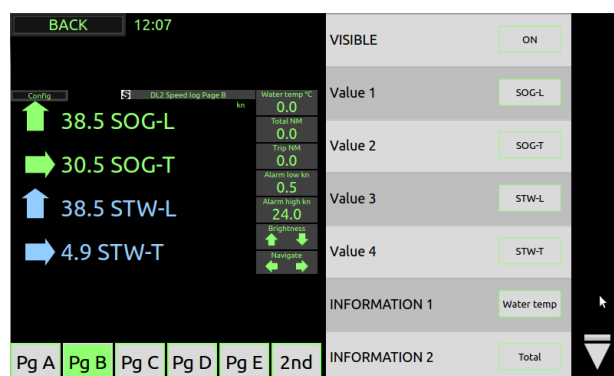 BACK 12:07
Config
S DL2 Speed log Page B
kn
38.5 SOG-L
30.5 SOG-T
38.5 STW-L
4.9 STW-T
Water temp °C
0.0
Total NM
0.0
Trip NM
0.0
Alarm low kn
0.5
Alarm high kn
24.0
Brightness
Navigate
Pg A Pg B Pg C Pg D Pg E 2nd
VISIBLE ON
Value 1 SOG-L
Value 2 SOG-T
Value 3 STW-L
Value 4 STW-T
INFORMATION 1 Water temp
INFORMATION 2 Total